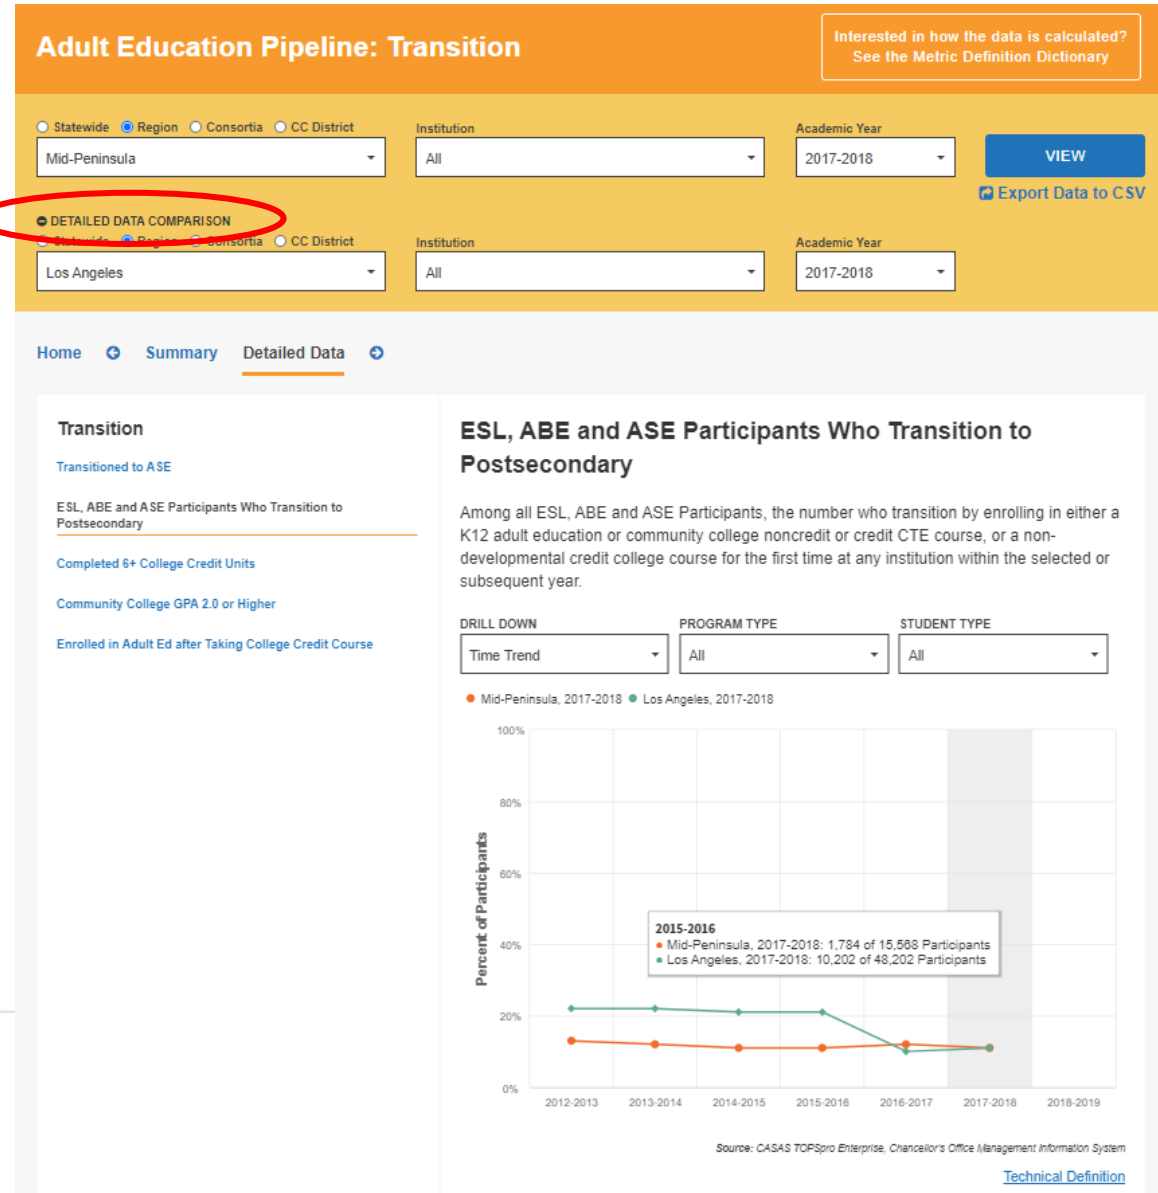 Adult Education Pipeline: Transition
Interested in how the data is calculated?
See the Metric Definition Dictionary
Statewide Region Consortia CC District
Institution
Academic Year
Mid-Peninsula
All
2017-2018
VIEW
Export Data to CSV
DETAILED DATA COMPARISON
Statewide Region Consortia CC District
Institution
Academic Year
Los Angeles
All
2017-2018
Home Summary Detailed Data
Transition
Transitioned to ASE
ESL, ABE and ASE Participants Who Transition to
Postsecondary
Completed 6+ College Credit Units
Community College GPA 2.0 or Higher
Enrolled in Adult Ed after Taking College Credit Course
ESL, ABE and ASE Participants Who Transition to
Postsecondary
Among all ESL, ABE and ASE Participants, the number who transition by enrolling in either a
K12 adult education or community college noncredit or credit CTE course, or a non-
developmental credit college course for the first time at any institution within the selected or
subsequent year.
DRILL DOWN
PROGRAM TYPE
STUDENT TYPE
Time Trend
All
All
Mid-Peninsula, 2017-2018 Los Angeles, 2017-2018
100%
80%
60%
40%
20%
0%
Percent of Participants
2015-2016
Mid-Peninsula, 2017-2018: 1,784 of 15,568 Participants
Los Angeles, 2017-2018: 10,202 of 48,202 Participants
2012-2013 2013-2014 2014-2015 2015-2016 2016-2017 2017-2018 2018-2019
Source: CASAS TOPSpro Enterprise, Chancellor's Office Management Information System
Technical Definition